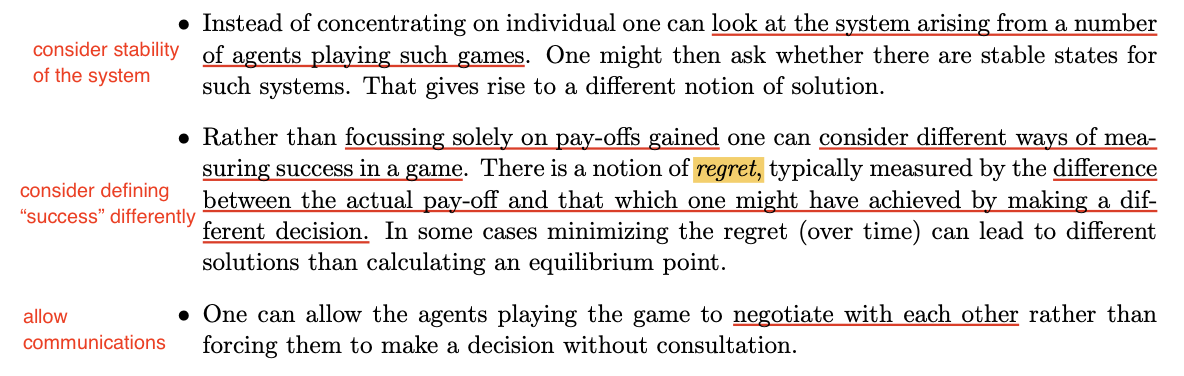 • Instead of concentrating on individual one can look at the system arising from a number
consider stability
of agents playing such games. One might then ask whether there are stable states for
of the system
such systems. That gives rise to a different notion of solution.
• Rather than focussing solely on pay-offs gained one can consider different ways of mea-
suring success in a game. There is a notion of regret, typically measured by the difference
consider defining
"success" differently
between the actual pay-off and that which one might have achieved by making a dif-
ferent decision. In some cases minimizing the regret (over time) can lead to different
solutions than calculating an equilibrium point.
allow
• One can allow the agents playing the game to negotiate with each other rather than
communications
forcing them to make a decision without consultation.